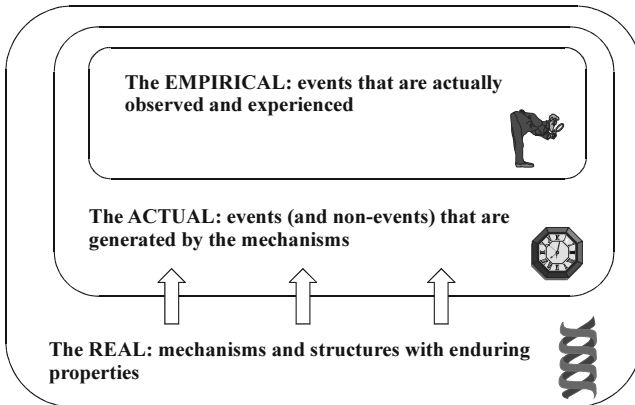 The EMPIRICAL: events that are actually
observed and experienced
The ACTUAL: events (and non-events) that are
generated by the mechanisms
The REAL: mechanisms and structures with enduring
properties